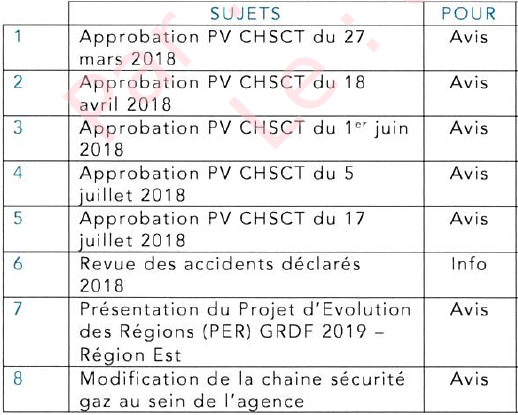 SUJETS POUR
1 Approbation PV CHSCT du 27 Avis
mars 2018
2 Approbation PV CHSCT du 18 Avis
avril 2018
3 Approbation PV CHSCT du 1er juin Avis
2018
4 Approbation PV CHSCT du 5 Avis
juillet 2018
5 Approbation PV CHSCT du 17 Avis
juillet 2018
6 Revue des accidents déclarés Info
2018
7 Présentation du Projet d'Evolution Avis
des Régions (PER) GRDF 2019 –
Région Est
8 Modification de la chaine sécurité Avis
gaz au sein de l'agence
Par :
Le :